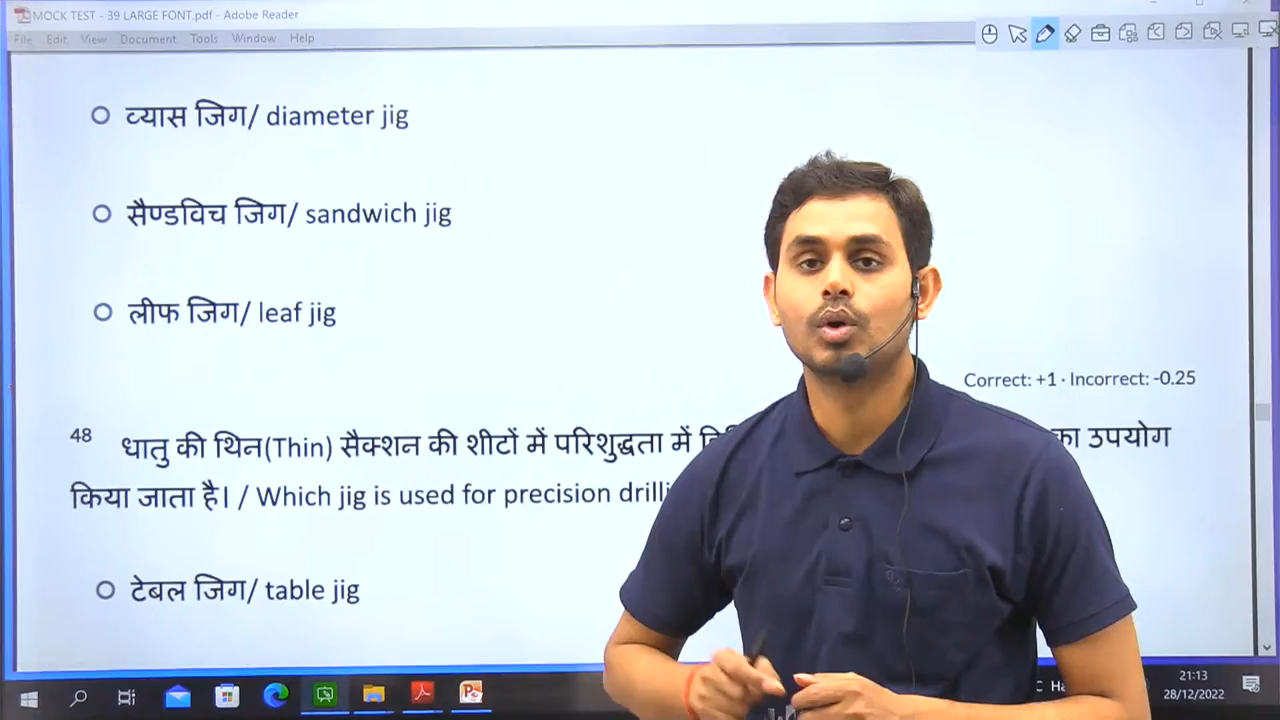 MOCK TEST - 39 LARGE FONT.pdf - Adobe Reader
File Edit View Document Tools Window Help
व्यास जिग/ diameter jig
सैण्डविच जिग/ sandwich jig
लीफ जिग/ leaf jig
Correct: +1 · Incorrect: -0.25
48 धातु की थिन(Thin) सैक्शन की शीटों में परिशुद्धता में का उपयोग
किया जाता है। / Which jig is used for precision
टेबल जिग/ table jig
21:13
28/12/2022